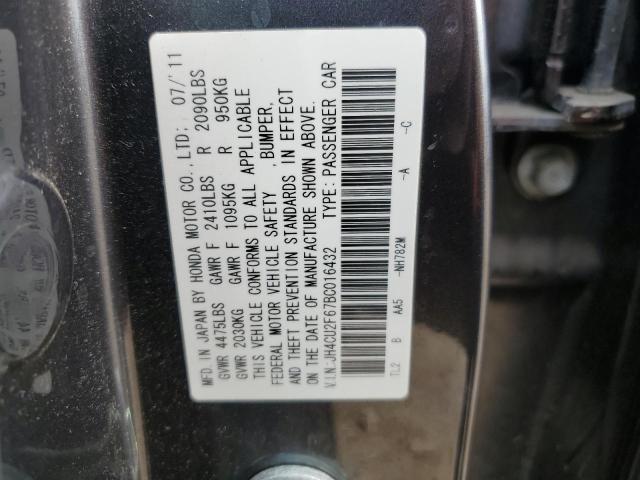 MFD. IN JAPAN BY HONDA MOTOR CO., LTD; 07/'11
GVWR 4475LBS GAWR F 2410LBS R 2090LBS
GVWR 2030KG GAWR F 1095KG R 950KG
THIS VEHICLE CONFORMS TO ALL APPLICABLE
FEDERAL MOTOR VEHICLE SAFETY , BUMPER,
AND THEFT PREVENTION STANDARDS IN EFFECT
ON THE DATE OF MANUFACTURE SHOWN ABOVE.
V.I.N:JH4CU2F67BC016432 TYPE: PASSENGER CAR
TL2 B AA5 -NH782M -A -C